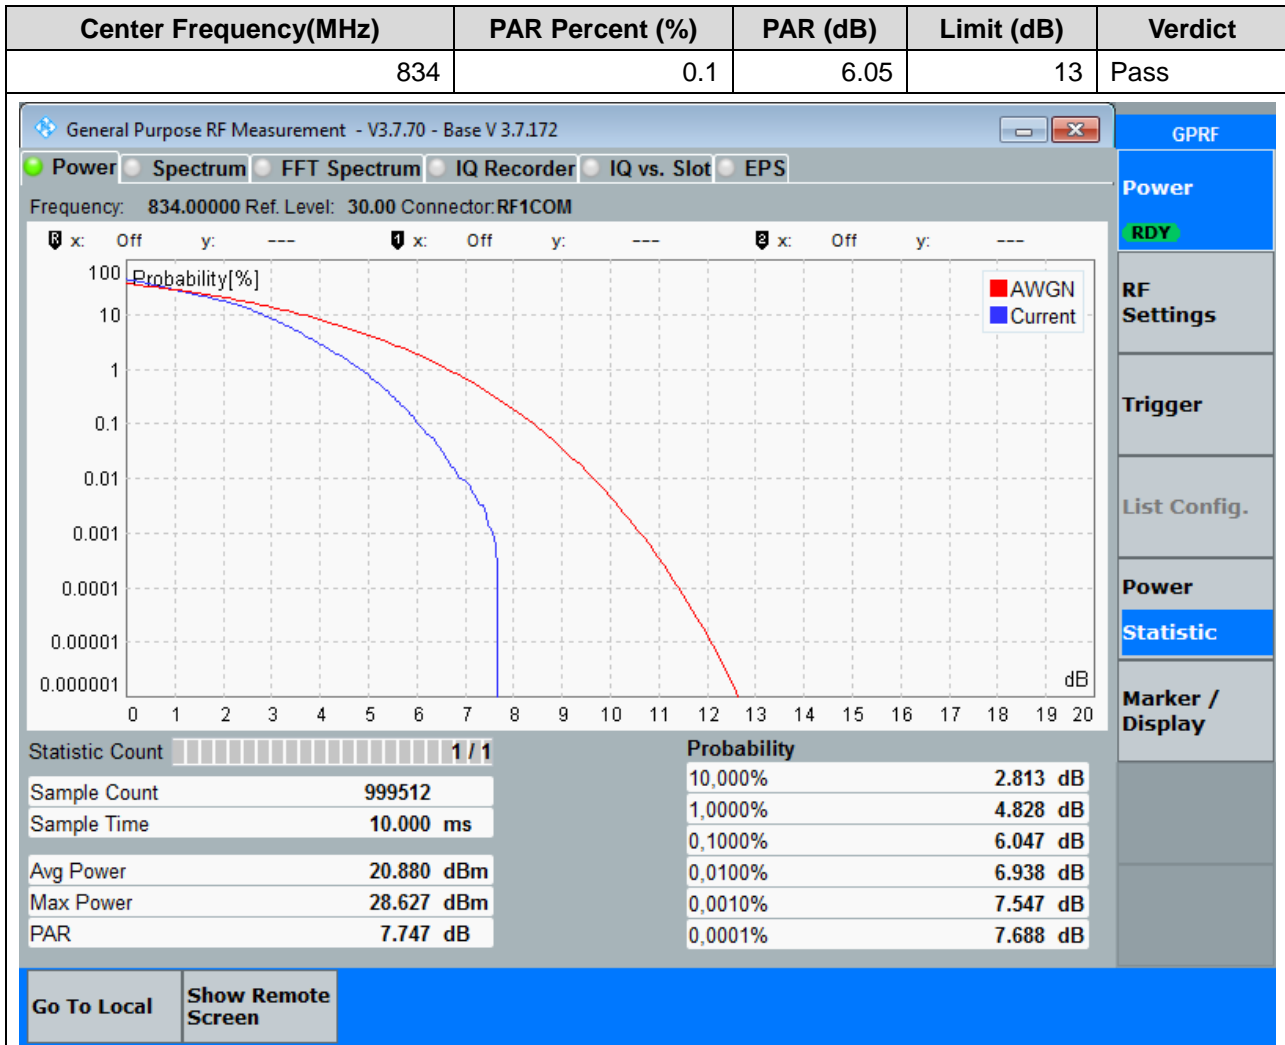 Center Frequency(MHz) PAR Percent (%) PAR (dB) Limit (dB) Verdict
834 0.1 6.05 13 Pass
General Purpose RF Measurement - V3.7.70 - Base V 3.7.172
GPRF
Power Spectrum FFT Spectrum IQ Recorder IQ vs. Slot EPS
Power
RDY
Frequency: 834.00000 Ref. Level: 30.00 Connector: RF1COM
R x: Off y: --- 1 x: Off y: --- 2 x: Off y: ---
Probability[%]
AWGN
Current
100
10
1
0.1
0.01
0.001
0.0001
0.00001
0.000001
dB
0 1 2 3 4 5 6 7 8 9 10 11 12 13 14 15 16 17 18 19 20
RF
Settings
Trigger
List Config.
Power
Statistic
Marker /
Display
Statistic Count 1 / 1
Sample Count 999512
Sample Time 10.000 ms
Avg Power 20.880 dBm
Max Power 28.627 dBm
PAR 7.747 dB
Probability
10,000% 2.813 dB
1,0000% 4.828 dB
0,1000% 6.047 dB
0,0100% 6.938 dB
0,0010% 7.547 dB
0,0001% 7.688 dB
Go To Local
Show Remote
Screen